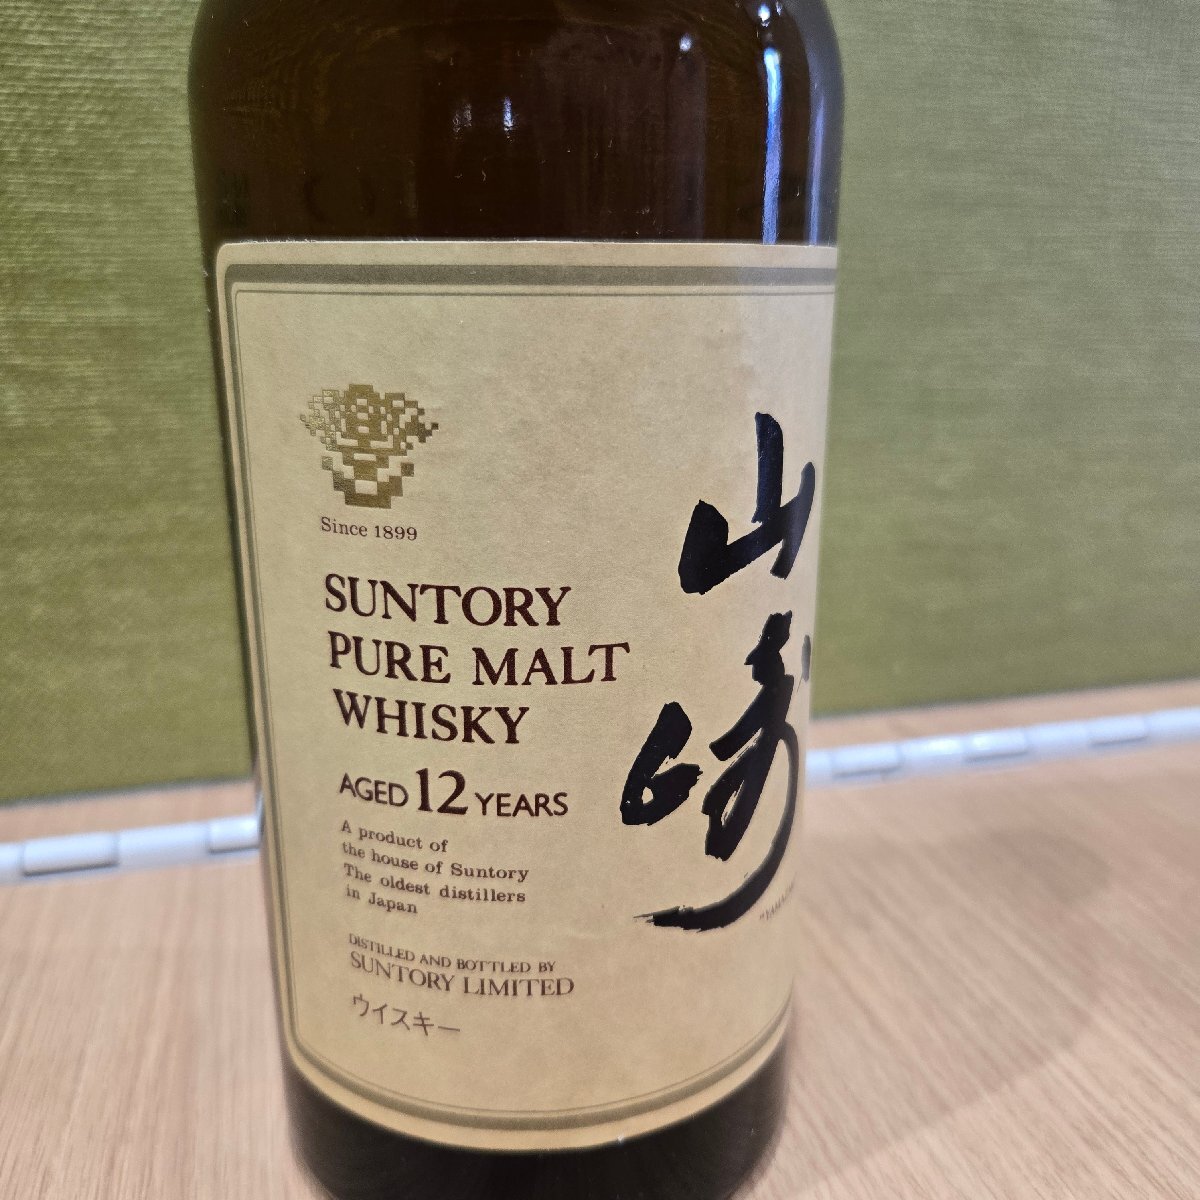 Since 1899
SUNTORY
PURE MALT
WHISKY
AGED 12 YEARS
A product of
the house of Suntory
The oldest distillers
in Japan
DISTILLED AND BOTTLED BY
SUNTORY LIMITED
ウイスキー
山崎